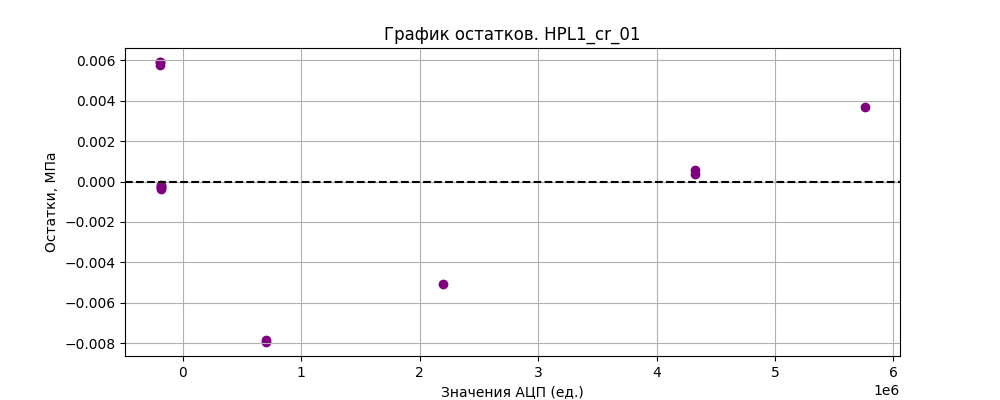 График остатков. HPL1_cr_01
0.006
0.004
0.002
0.000
−0.002
−0.004
−0.006
−0.008
Остатки, МПа
0 1 2 3 4 5 6
1e6
Значения АЦП (ед.)